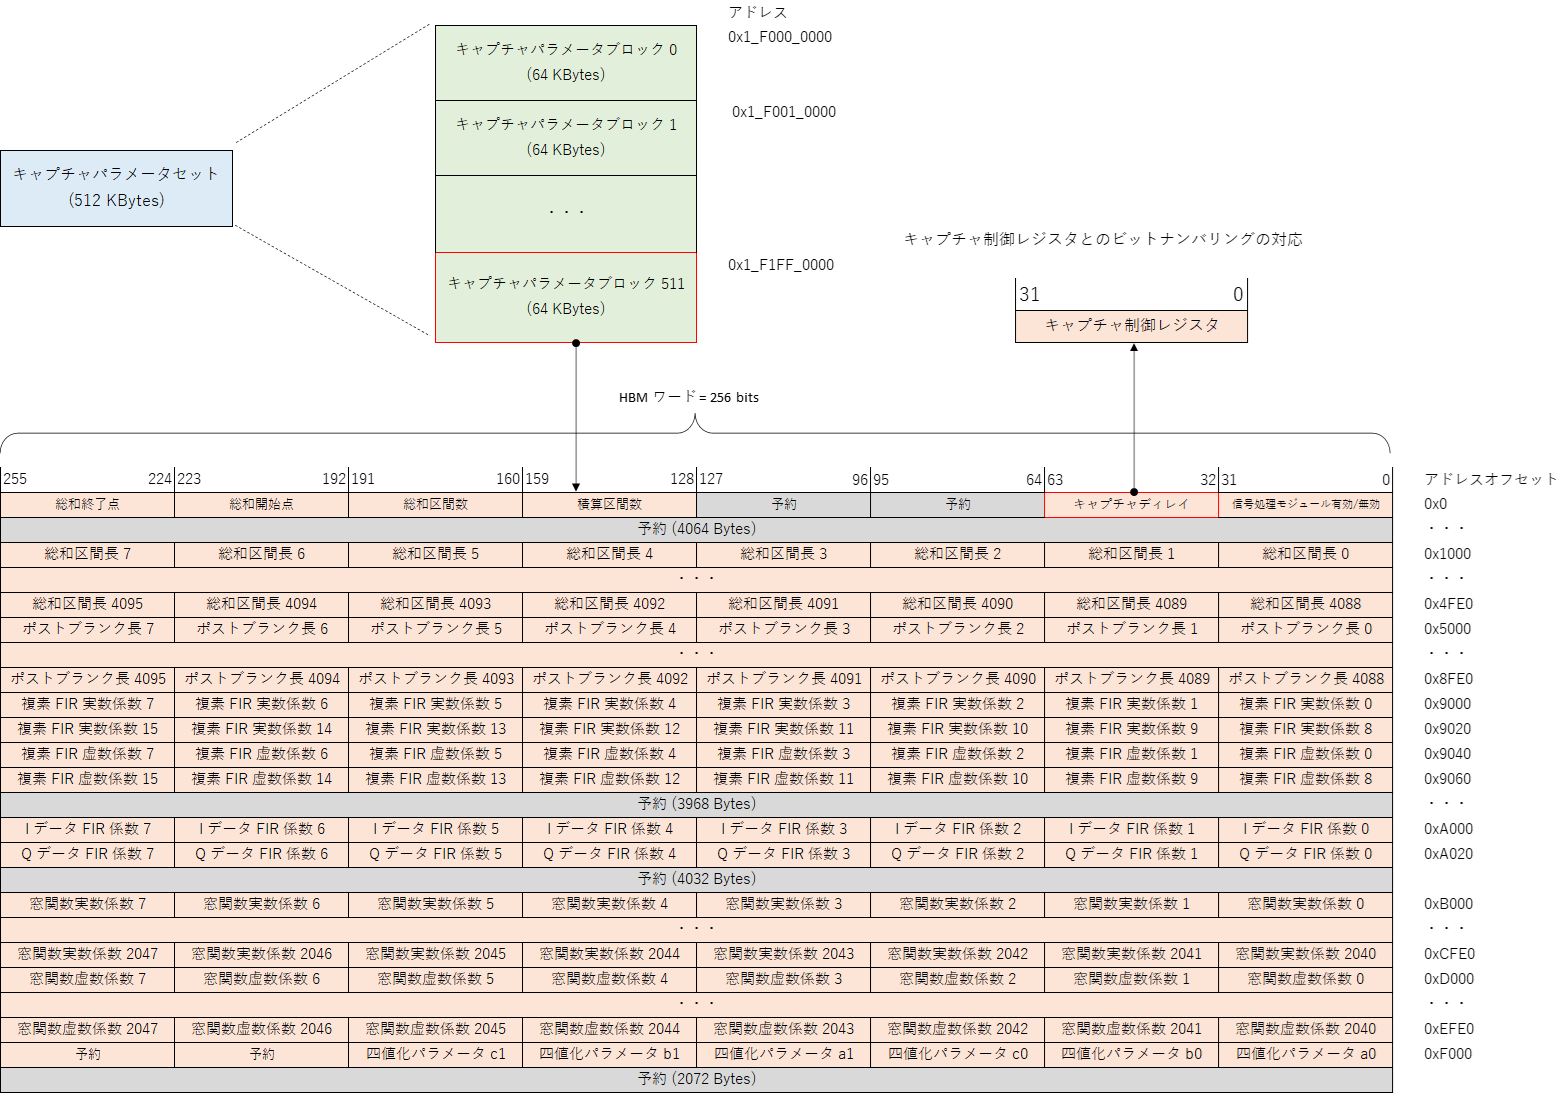 アドレス
キャプチャパラメータブロック 0
(64 KBytes)
0x1_F000_0000
キャプチャパラメータブロック 1
(64 KBytes)
0x1_F001_0000
キャプチャパラメータセット
(512 KBytes)
・・・
キャプチャパラメータブロック 511
(64 KBytes)
0x1_F1FF_0000
キャプチャ制御レジスタとのビットナンバリングの対応
31 0
キャプチャ制御レジスタ
HBM ワード = 256 bits
255 224 223 192 191 160 159 128 127 96 95 64 63 32 31 0 アドレスオフセット
総和終了点 総和開始点 総和区間数 積算区間数 予約 予約 キャプチャディレイ 信号処理モジュール有効/無効 0x0
予約 (4064 Bytes) ・・・
総和区間長 7 総和区間長 6 総和区間長 5 総和区間長 4 総和区間長 3 総和区間長 2 総和区間長 1 総和区間長 0 0x1000
・・・ ・・・
総和区間長 4095 総和区間長 4094 総和区間長 4093 総和区間長 4092 総和区間長 4091 総和区間長 4090 総和区間長 4089 総和区間長 4088 0x4FE0
ポストブランク長 7 ポストブランク長 6 ポストブランク長 5 ポストブランク長 4 ポストブランク長 3 ポストブランク長 2 ポストブランク長 1 ポストブランク長 0 0x5000
・・・ ・・・
ポストブランク長 4095 ポストブランク長 4094 ポストブランク長 4093 ポストブランク長 4092 ポストブランク長 4091 ポストブランク長 4090 ポストブランク長 4089 ポストブランク長 4088 0x8FE0
複素 FIR 実数係数 7 複素 FIR 実数係数 6 複素 FIR 実数係数 5 複素 FIR 実数係数 4 複素 FIR 実数係数 3 複素 FIR 実数係数 2 複素 FIR 実数係数 1 複素 FIR 実数係数 0 0x9000
複素 FIR 実数係数 15 複素 FIR 実数係数 14 複素 FIR 実数係数 13 複素 FIR 実数係数 12 複素 FIR 実数係数 11 複素 FIR 実数係数 10 複素 FIR 実数係数 9 複素 FIR 実数係数 8 0x9020
複素 FIR 虚数係数 7 複素 FIR 虚数係数 6 複素 FIR 虚数係数 5 複素 FIR 虚数係数 4 複素 FIR 虚数係数 3 複素 FIR 虚数係数 2 複素 FIR 虚数係数 1 複素 FIR 虚数係数 0 0x9040
複素 FIR 虚数係数 15 複素 FIR 虚数係数 14 複素 FIR 虚数係数 13 複素 FIR 虚数係数 12 複素 FIR 虚数係数 11 複素 FIR 虚数係数 10 複素 FIR 虚数係数 9 複素 FIR 虚数係数 8 0x9060
予約 (3968 Bytes) ・・・
I データ FIR 係数 7 I データ FIR 係数 6 I データ FIR 係数 5 I データ FIR 係数 4 I データ FIR 係数 3 I データ FIR 係数 2 I データ FIR 係数 1 I データ FIR 係数 0 0xA000
Q データ FIR 係数 7 Q データ FIR 係数 6 Q データ FIR 係数 5 Q データ FIR 係数 4 Q データ FIR 係数 3 Q データ FIR 係数 2 Q データ FIR 係数 1 Q データ FIR 係数 0 0xA020
予約 (4032 Bytes)
窓関数実数係数 7 窓関数実数係数 6 窓関数実数係数 5 窓関数実数係数 4 窓関数実数係数 3 窓関数実数係数 2 窓関数実数係数 1 窓関数実数係数 0 0xB000
・・・ ・・・
窓関数実数係数 2047 窓関数実数係数 2046 窓関数実数係数 2045 窓関数実数係数 2044 窓関数実数係数 2043 窓関数実数係数 2042 窓関数実数係数 2041 窓関数実数係数 2040 0xCFE0
窓関数虚数係数 7 窓関数虚数係数 6 窓関数虚数係数 5 窓関数虚数係数 4 窓関数虚数係数 3 窓関数虚数係数 2 窓関数虚数係数 1 窓関数虚数係数 0 0xD000
・・・ ・・・
窓関数虚数係数 2047 窓関数虚数係数 2046 窓関数虚数係数 2045 窓関数虚数係数 2044 窓関数虚数係数 2043 窓関数虚数係数 2042 窓関数虚数係数 2041 窓関数虚数係数 2040 0xEFE0
予約 予約 四値化パラメータ c1 四値化パラメータ b1 四値化パラメータ a1 四値化パラメータ c0 四値化パラメータ b0 四値化パラメータ a0 0xF000
予約 (2072 Bytes)